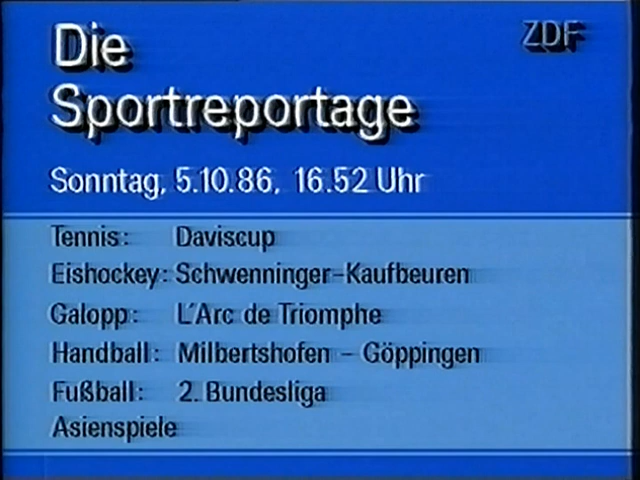 Die
ZDF
Sportreportage
Sonntag, 5.10.86, 16.52 Uhr
Tennis: Daviscup
Eishockey: Schwenninger-Kaufbeuren
Galopp: L'Arc de Triomphe
Handball: Milbertshofen - Göppingen
Fußball: 2. Bundesliga
Asienspiele